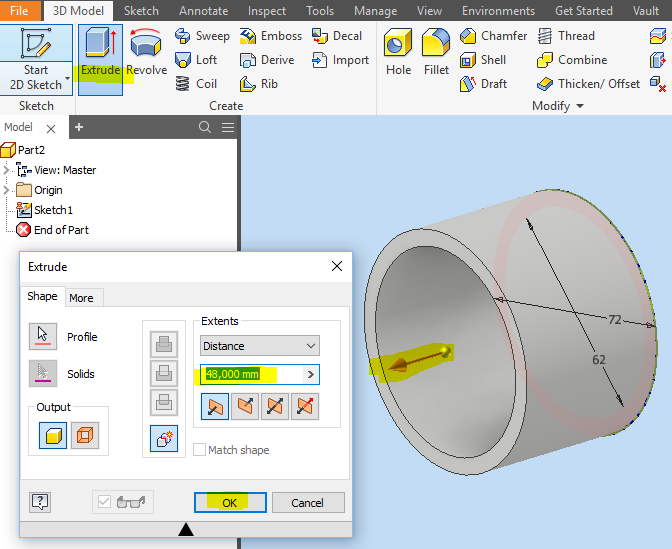 File 3D Model Sketch Annotate Inspect Tools Manage View Environments Get Started Vault
Start
2D Sketch
Extrude
Revolve
Sweep
Emboss
Decal
Loft
Derive
Import
Coil
Rib
Hole
Fillet
Chamfer
Thread
Shell
Combine
Draft
Thicken/ Offset
Sketch
Create
Modify
Model
Part2
View: Master
Origin
Sketch1
End of Part
Extrude
Shape More
Profile
Solids
Output
Extents
Distance
48,000 mm
Match shape
OK
Cancel
72
62